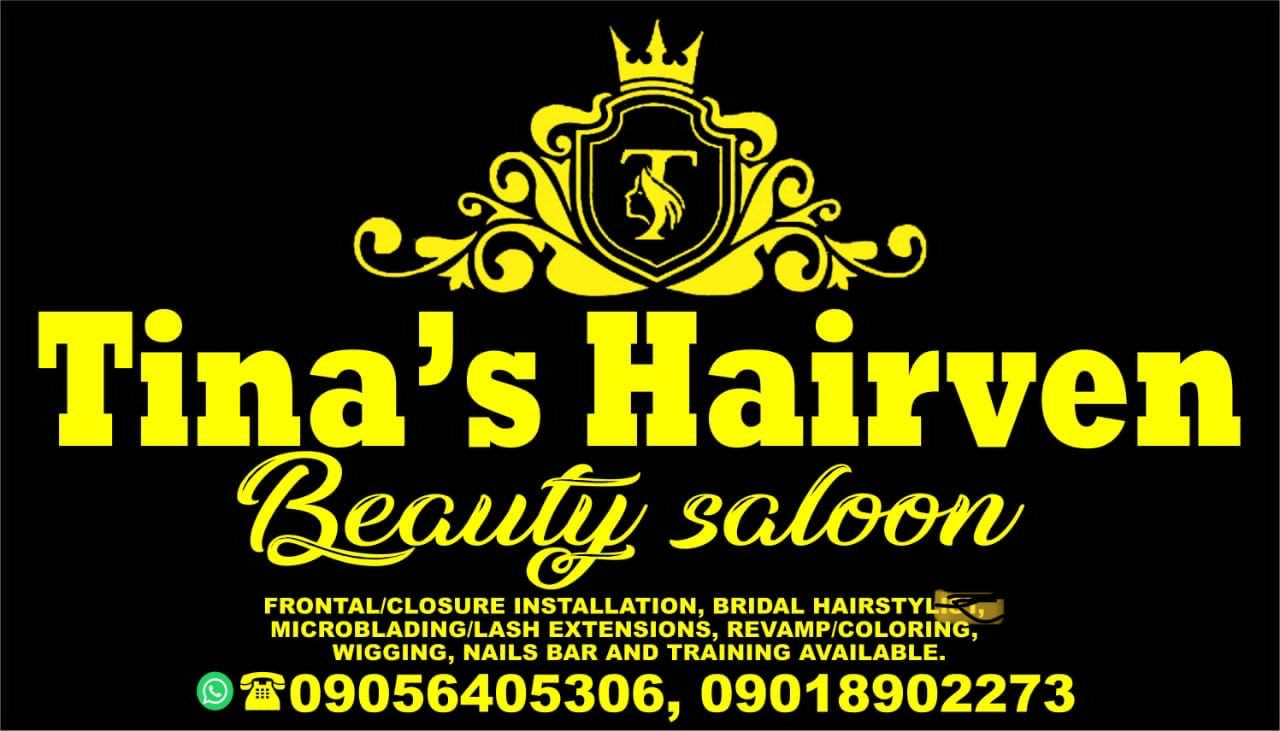 T
Tina's Hairven
Beauty saloon
FRONTAL/CLOSURE INSTALLATION, BRIDAL
MICROBLADING/LASH EXTENSIONS, REVAMP/COLORING,
WIGGING, NAILS BAR AND TRAINING AVAILABLE.
09056405306, 09018902273